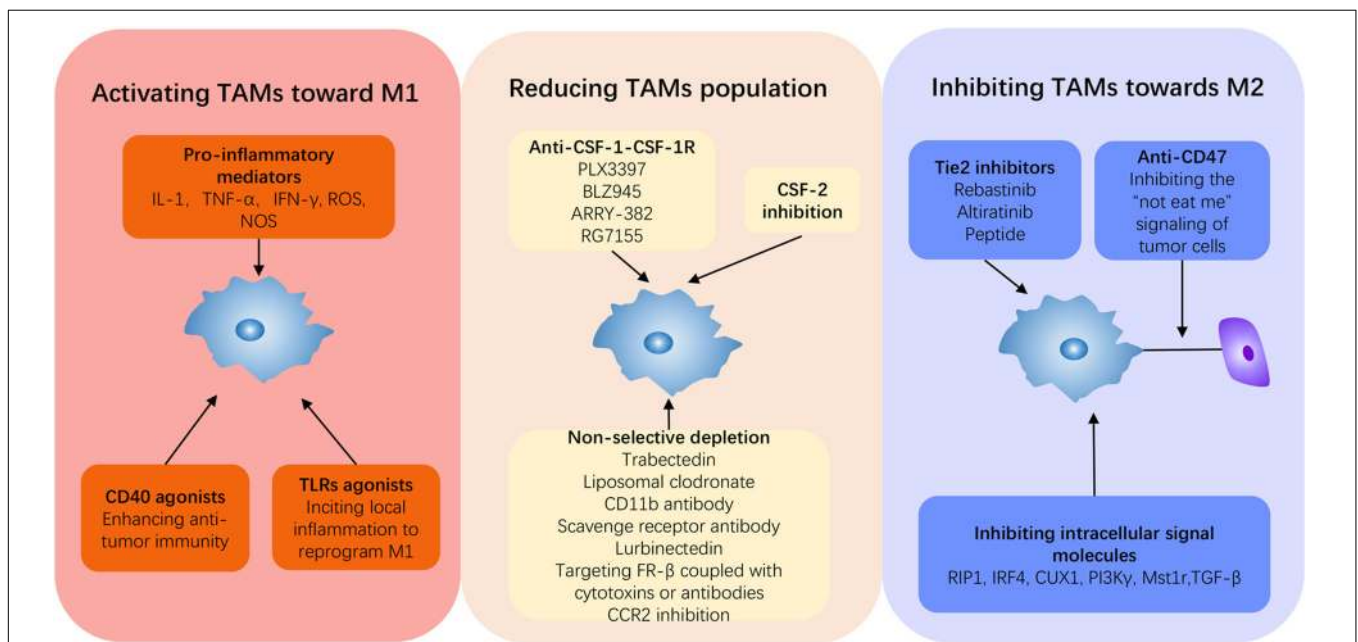 Activating TAMs toward M1
Pro-inflammatory
mediators
IL-1, TNF-α, IFN-γ, ROS,
NOS
CD40 agonists
Enhancing anti-
tumor immunity
TLRs agonists
Inciting local
inflammation to
reprogram M1
Reducing TAMs population
Anti-CSF-1-CSF-1R
PLX3397
BLZ945
ARRY-382
RG7155
CSF-2
inhibition
Non-selective depletion
Trabectedin
Liposomal clodronate
CD11b antibody
Scavenge receptor antibody
Lurbinectedin
Targeting FR-β coupled with
cytotoxins or antibodies
CCR2 inhibition
Inhibiting TAMs towards M2
Tie2 inhibitors
Rebastinib
Altiratinib
Peptide
Anti-CD47
Inhibiting the
“not eat me”
signaling of
tumor cells
Inhibiting intracellular signal
molecules
RIP1, IRF4, CUX1, PI3Kγ, Mst1r,TGF-β